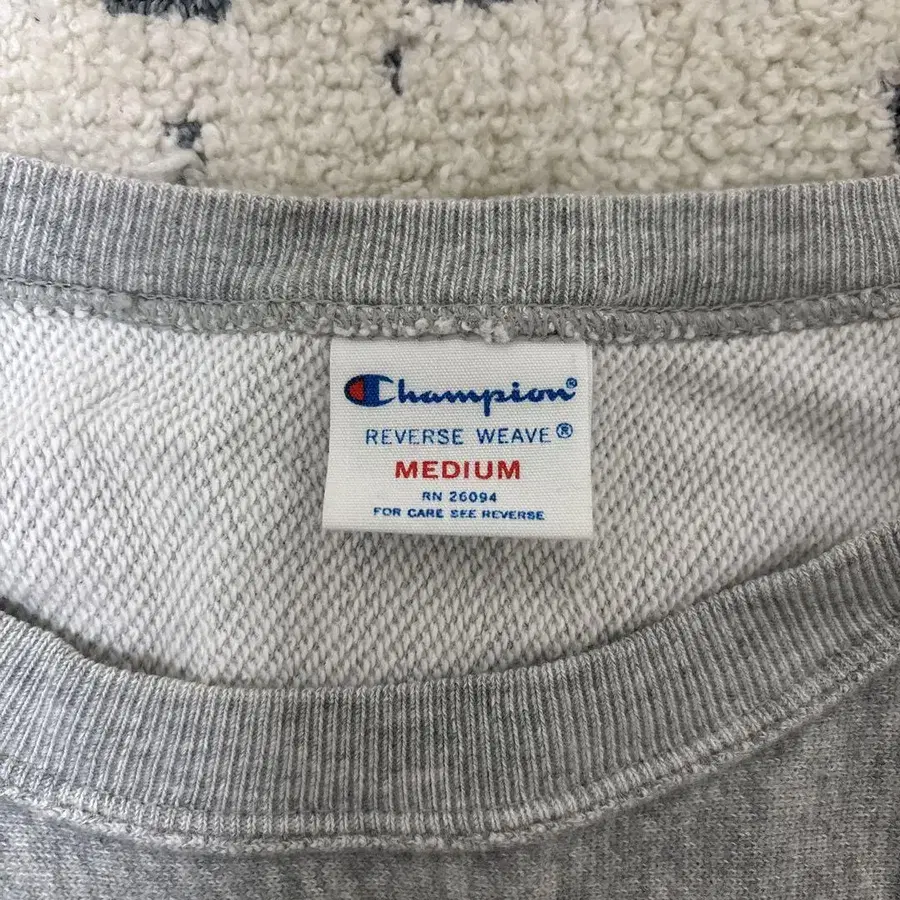 Champion®
REVERSE WEAVE®
MEDIUM
RN 26094
FOR CARE SEE REVERSE